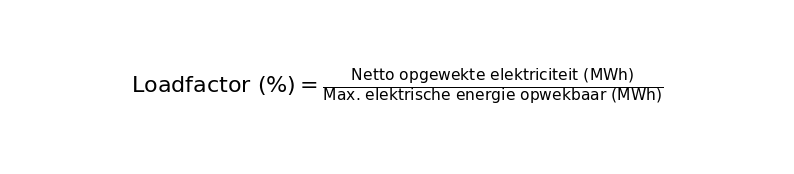 Loadfactor (%) = Netto opgewekte elektriciteit (MWh)
Max. elektrische energie opwekbaar (MWh)